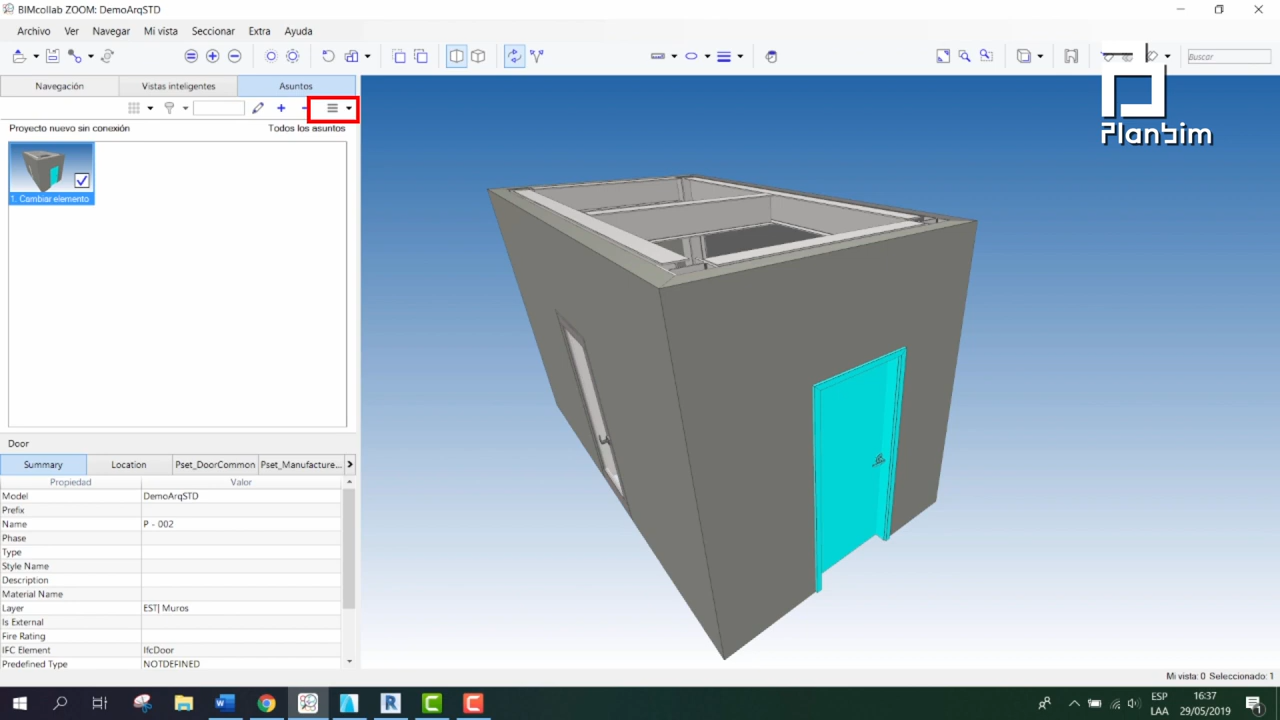 BIMcollab ZOOM: DemoArqSTD
Archivo Ver Navegar Mi vista Seccionar Extra Ayuda
Buscar
Planbim
Navegación Vistas inteligentes Asuntos
Proyecto nuevo sin conexión Todos los asuntos
1. Cambiar elemento
Door
Summary Location Pset_DoorCommon Pset_Manufacture...
Propiedad Valor
Model DemoArqSTD
Prefix
Name P - 002
Phase
Type
Style Name
Description
Material Name
Layer EST| Muros
Is External
Fire Rating
IFC Element IfcDoor
Predefined Type NOTDEFINED
Mi vista: 0 Seleccionado: 1
ESP 16:37
LAA 29/05/2019